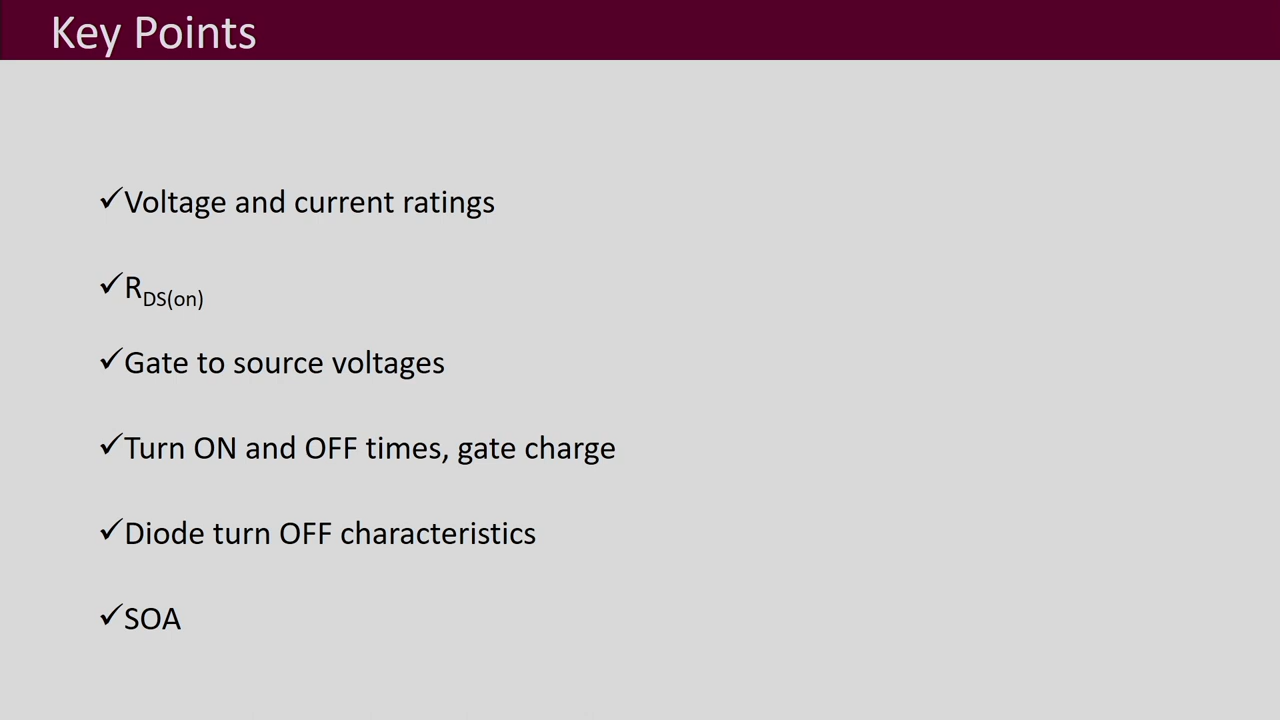 Key Points
✓Voltage and current ratings
✓R_DS(on)
✓Gate to source voltages
✓Turn ON and OFF times, gate charge
✓Diode turn OFF characteristics
✓SOA